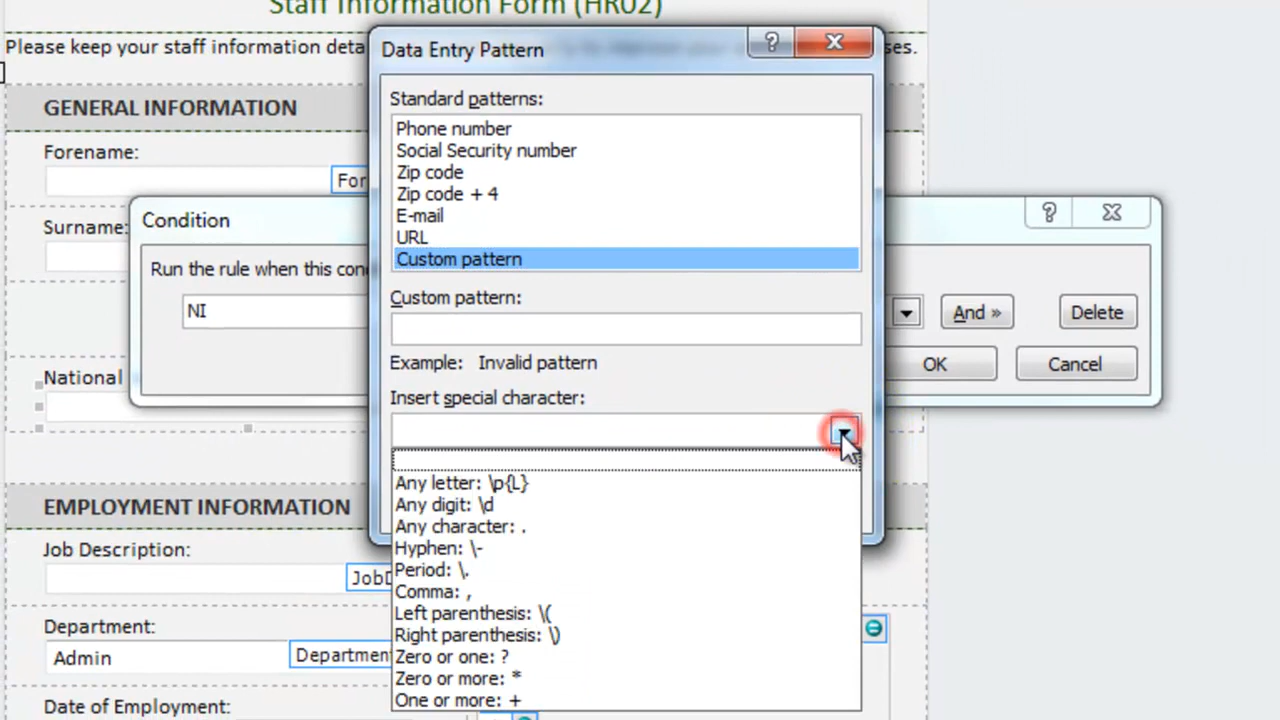 Staff Information Form (HR02)
Please keep your staff information deta
ses.
GENERAL INFORMATION
Forename:
For
Surname:
National
EMPLOYMENT INFORMATION
Job Description:
JobD
Department:
Admin
Department
Date of Employment:
Condition
Run the rule when this con
NI
And »
Delete
OK
Cancel
Data Entry Pattern
Standard patterns:
Phone number
Social Security number
Zip code
Zip code + 4
E-mail
URL
Custom pattern
Custom pattern:
Example: Invalid pattern
Insert special character:
Any letter: \p{L}
Any digit: \d
Any character: .
Hyphen: \-
Period: \.
Comma: ,
Left parenthesis: \(
Right parenthesis: \)
Zero or one: ?
Zero or more: *
One or more: +